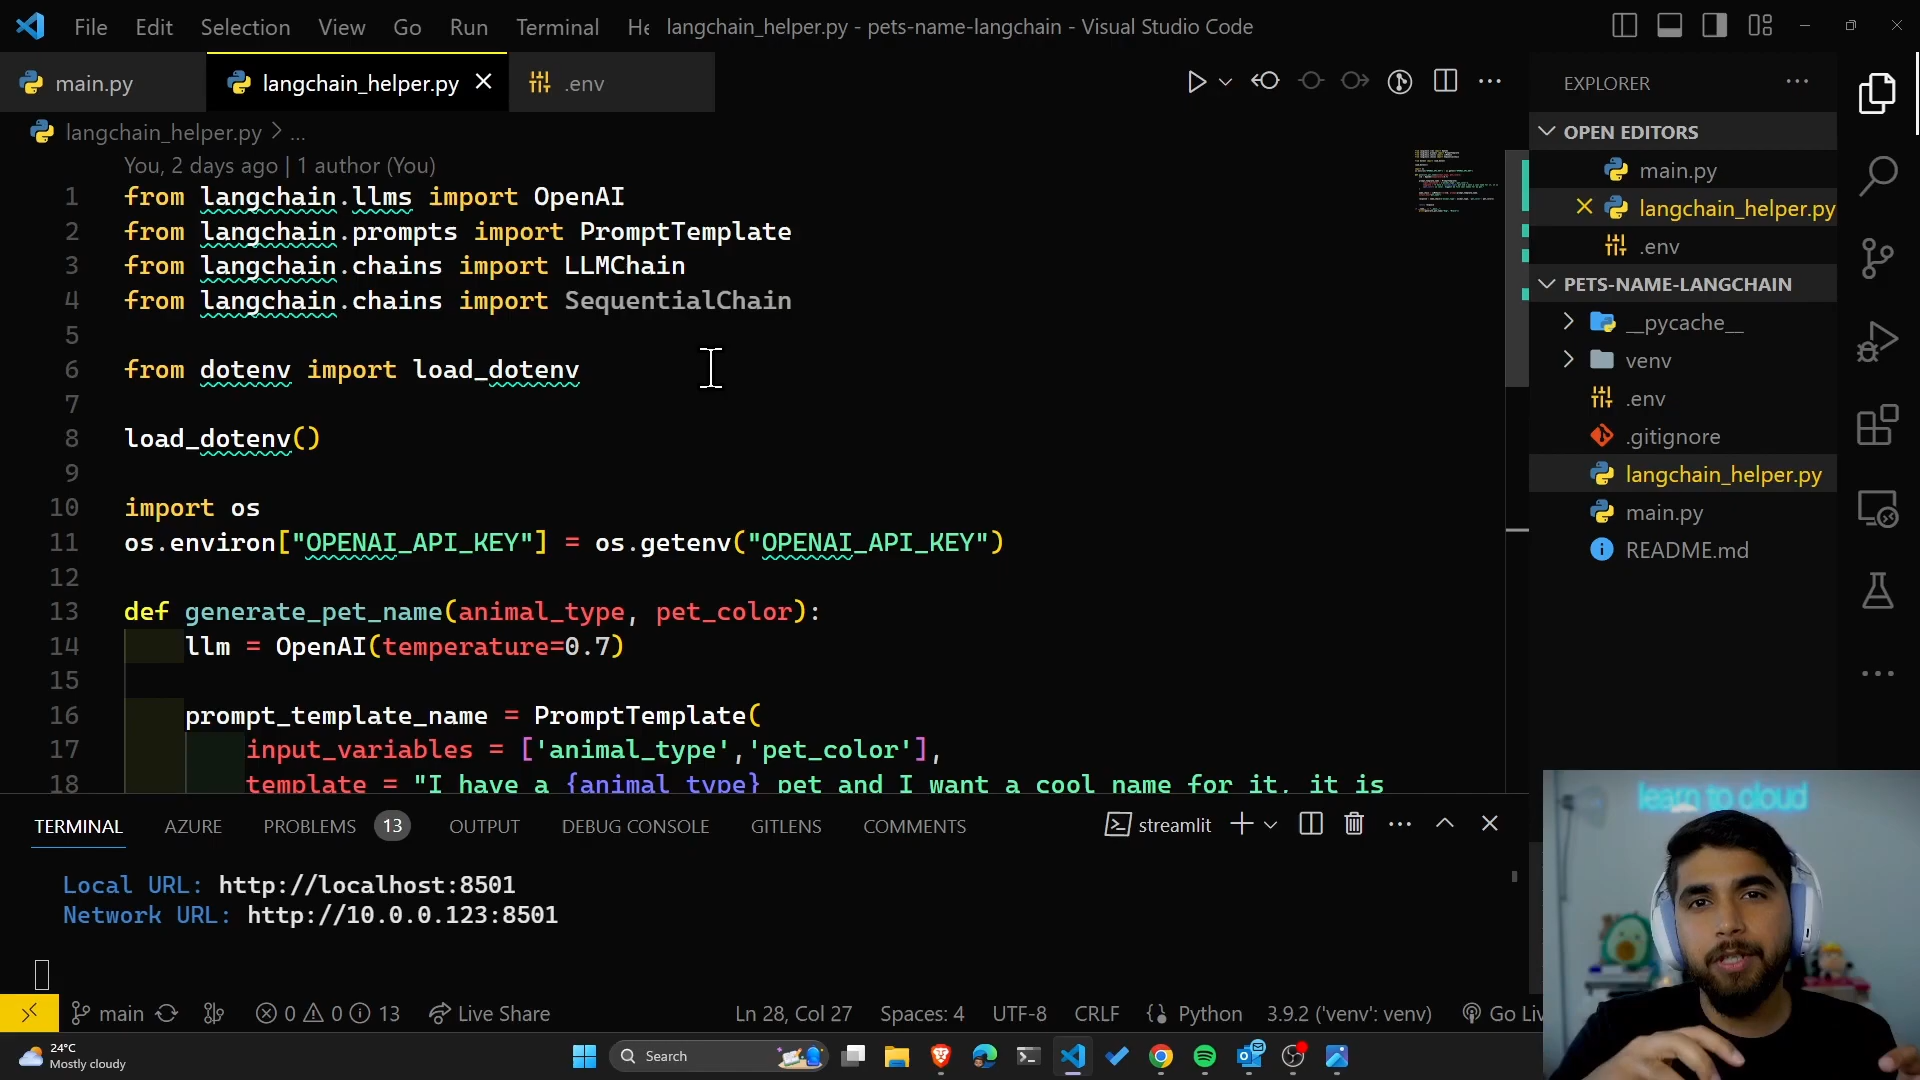 File Edit Selection View Go Run Terminal He langchain_helper.py - pets-name-langchain - Visual Studio Code
main.py langchain_helper.py .env
langchain_helper.py > ...
You, 2 days ago | 1 author (You)
1 from langchain.llms import OpenAI
2 from langchain.prompts import PromptTemplate
3 from langchain.chains import LLMChain
4 from langchain.chains import SequentialChain
5
6 from dotenv import load_dotenv
7
8 load_dotenv()
9
10 import os
11 os.environ["OPENAI_API_KEY"] = os.getenv("OPENAI_API_KEY")
12
13 def generate_pet_name(animal_type, pet_color):
14 llm = OpenAI(temperature=0.7)
15
16 prompt_template_name = PromptTemplate(
17 input_variables = ['animal_type','pet_color'],
18 template = "I have a {animal_type} pet and I want a cool name for it, it is
EXPLORER
OPEN EDITORS
main.py
langchain_helper.py
.env
PETS-NAME-LANGCHAIN
__pycache__
venv
.env
.gitignore
langchain_helper.py
main.py
README.md
TERMINAL AZURE PROBLEMS 13 OUTPUT DEBUG CONSOLE GITLENS COMMENTS streamlit
Local URL: http://localhost:8501
Network URL: http://10.0.0.123:8501
learn to cloud
main 0 0 13 Live Share Ln 28, Col 27 Spaces: 4 UTF-8 CRLF Python 3.9.2 ('venv': venv) Go Liv
24°C
Mostly cloudy
Search